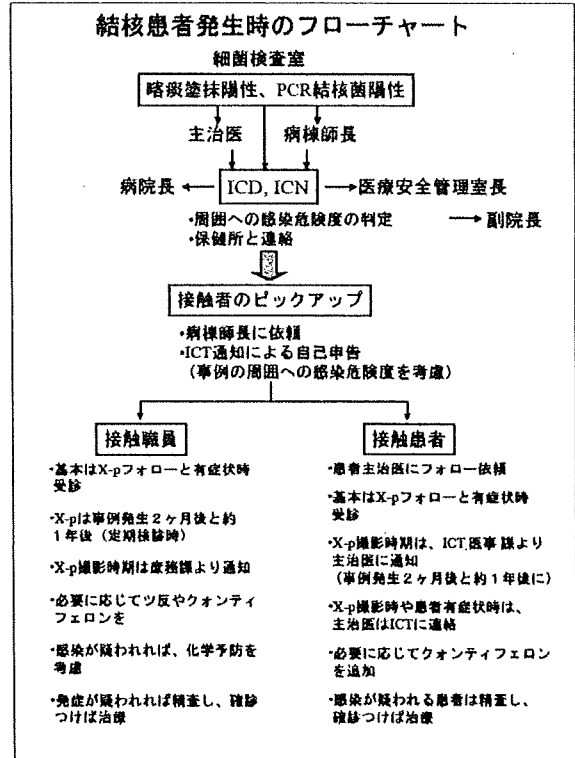 結核患者発生時のフローチャート
細菌検査室
喀痰塗抹陽性、PCR結核菌陽性
主治医 病棟師長
病院長 ICD, ICN 医療安全管理室長
・周囲への感染危険度の判定 副院長
・保健所と連絡
接触者のピックアップ
・病棟師長に依頼
・ICT通知による自己申告
(事例の周囲への感染危険度を考慮)
接触職員
・基本はX-pフォローと有症状時
受診
・X-pは事例発生2ヶ月後と約
1年後(定期検診時)
・X-p撮影時期は庶務課より通知
・必要に応じてツ反やクォンティ
フェロンを
・感染が疑われれば、化学予防を
考慮
・発症が疑われれば精査し、確診
つけば治療
接触患者
・患者主治医にフォロー依頼
・基本はX-pフォローと有症状時
受診
・X-p撮影時期は、ICT,医事課より
主治医に通知
(事例発生2ヶ月後と約1年後に)
・X-p撮影時や患者有症状時は、
主治医はICTに連絡
・必要に応じてクォンティフェロン
を追加
・感染が疑われる患者は精査し、
確診つけば治療